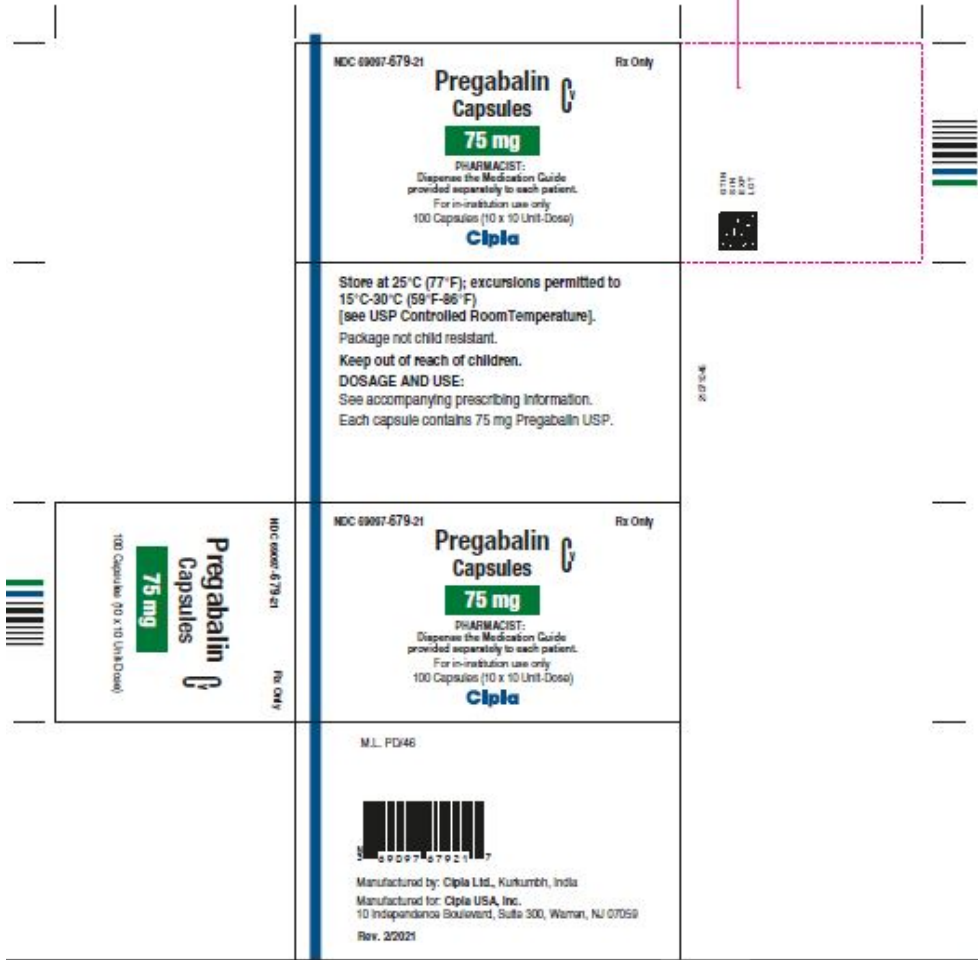 NDC 69097-679-21 Rx Only
Pregabalin CV
Capsules
75 mg
PHARMACIST:
Dispense the Medication Guide
provided separately to each patient.
For in-institution use only
100 Capsules (10 x 10 Unit-Dose)
Cipla
GTIN
S/N
EXP
LOT
Store at 25°C (77°F); excursions permitted to
15°C-30°C (59°F-86°F)
[see USP Controlled RoomTemperature].
Package not child resistant.
Keep out of reach of children.
DOSAGE AND USE:
See accompanying prescribing information.
Each capsule contains 75 mg Pregabalin USP.
NDC 69097-679-21 Rx Only
Pregabalin CV
Capsules
75 mg
100 Capsules (10 x 10 Unit-Dose)
NDC 69097-679-21 Rx Only
Pregabalin CV
Capsules
75 mg
PHARMACIST:
Dispense the Medication Guide
provided separately to each patient.
For in-institution use only
100 Capsules (10 x 10 Unit-Dose)
Cipla
M.L. PD/46
3 69097 67921 7
Manufactured by: Cipla Ltd., Kurkumbh, India
Manufactured for: Cipla USA, Inc.
10 Independence Boulevard, Suite 300, Warren, NJ 07059
Rev. 2/2021